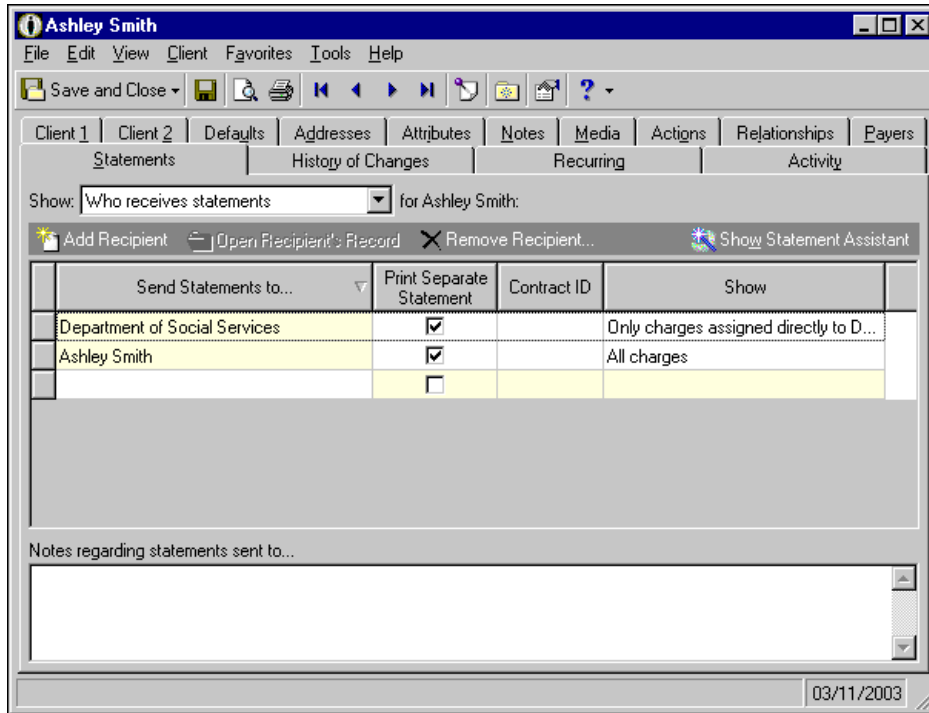 Ashley Smith
File Edit View Client Favorites Tools Help
Save and Close
Client 1 Client 2 Defaults Addresses Attributes Notes Media Actions Relationships Payers
Statements History of Changes Recurring Activity
Show: Who receives statements for Ashley Smith:
Add Recipient Open Recipient's Record Remove Recipient... Show Statement Assistant
Send Statements to... Print Separate Statement Contract ID Show
Department of Social Services Only charges assigned directly to D...
Ashley Smith All charges
Notes regarding statements sent to...
03/11/2003